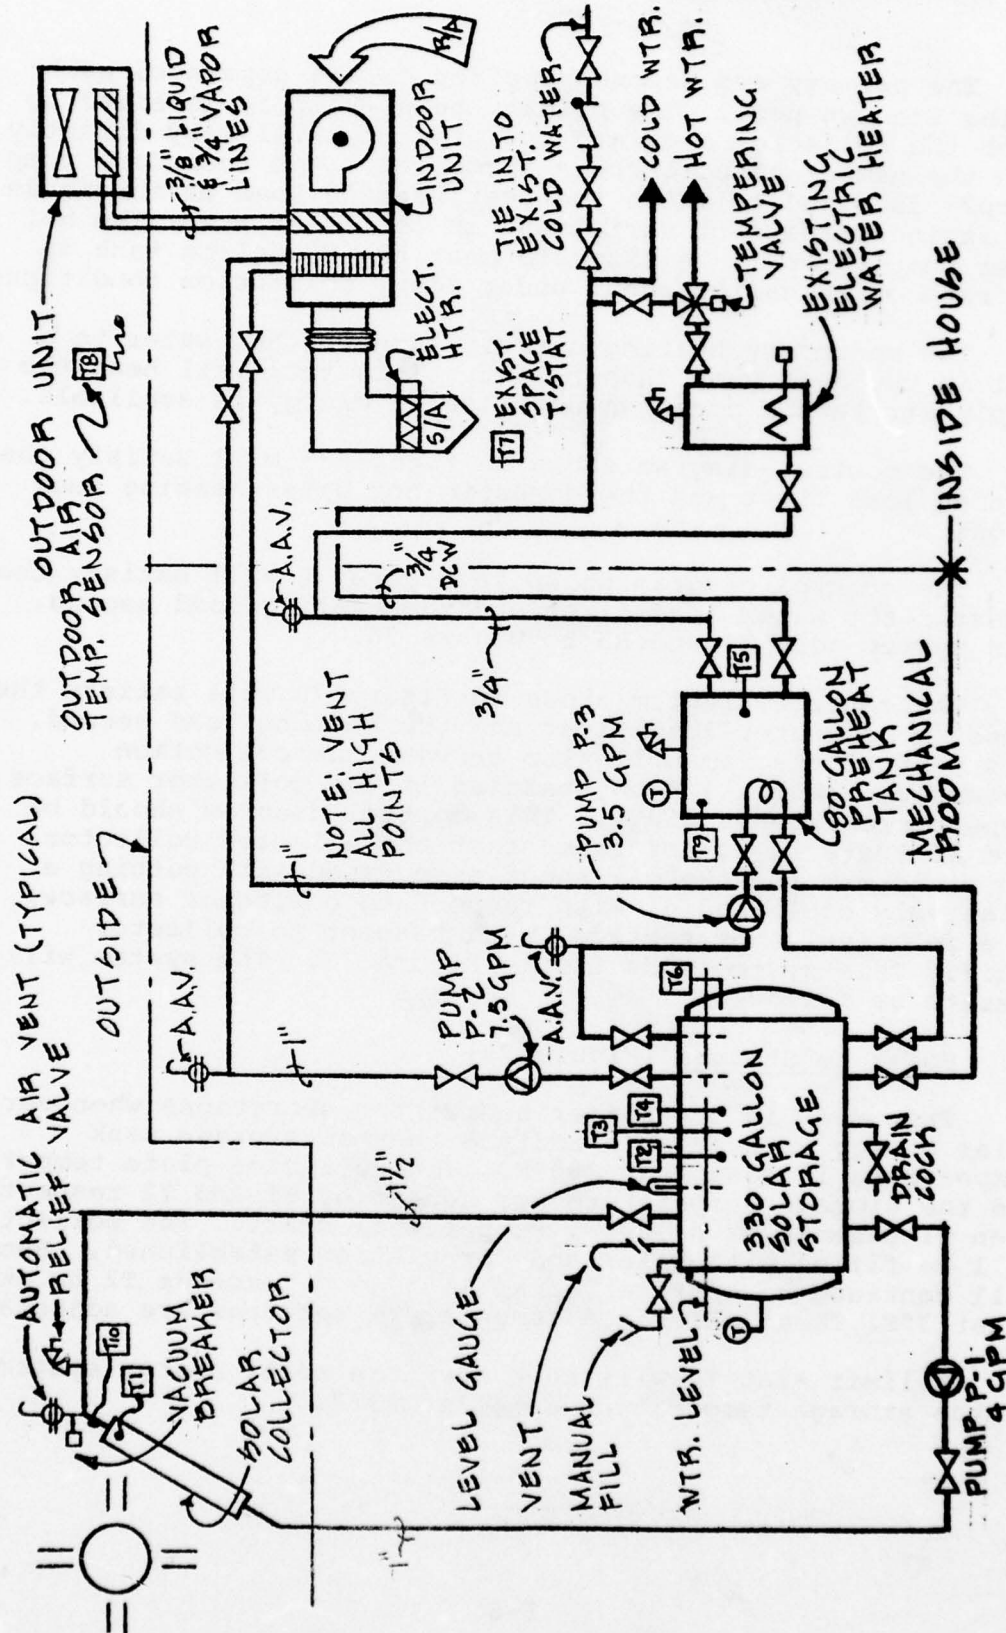 AUTOMATIC AIR VENT (TYPICAL)
RELIEF VALVE
T10
T1
VACUUM
BREAKER
SOLAR
COLLECTOR
1"
OUTSIDE
A.A.V.
1 1/2"
1"
LEVEL GAUGE
VENT
MANUAL
FILL
WTR. LEVEL
T
T2
T3
T4
T6
330 GALLON
SOLAR
STORAGE
DRAIN
COCK
PUMP P-1
9 GPM
PUMP
P-2
7.5 GPM
A.A.V.
NOTE: VENT
ALL HIGH
POINTS
1"
PUMP P-3
3.5 GPM
T
T9
T5
80 GALLON
PREHEAT
TANK
MECHANICAL
ROOM
INSIDE HOUSE
3/4"
3/4"
DCW
A.A.V.
OUTDOOR UNIT
OUTDOOR AIR
TEMP. SENSOR
T8
3/8" LIQUID
& 3/4" VAPOR
LINES
INDOOR
UNIT
R/A
ELECT.
HTR.
S/A
T7
EXIST.
SPACE
T'STAT
TIE INTO
EXIST.
COLD WATER
COLD WTR.
HOT WTR.
TEMPERING
VALVE
EXISTING
ELECTRIC
WATER HEATER